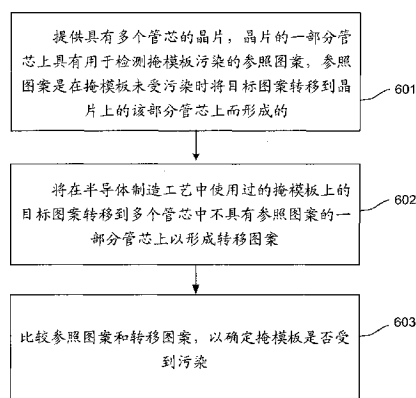 提供具有多个管芯的晶片，晶片的一部分管
芯上具有用于检测掩模板污染的参照图案，参照
图案是在掩模板未受污染时将目标图案转移到晶
片上的该部分管芯上而形成的
601
将在半导体制造工艺中使用过的掩模板上的
目标图案转移到多个管芯中不具有参照图案的一
部分管芯上以形成转移图案
602
比较参照图案和转移图案，以确定掩模板是否受
到污染
603